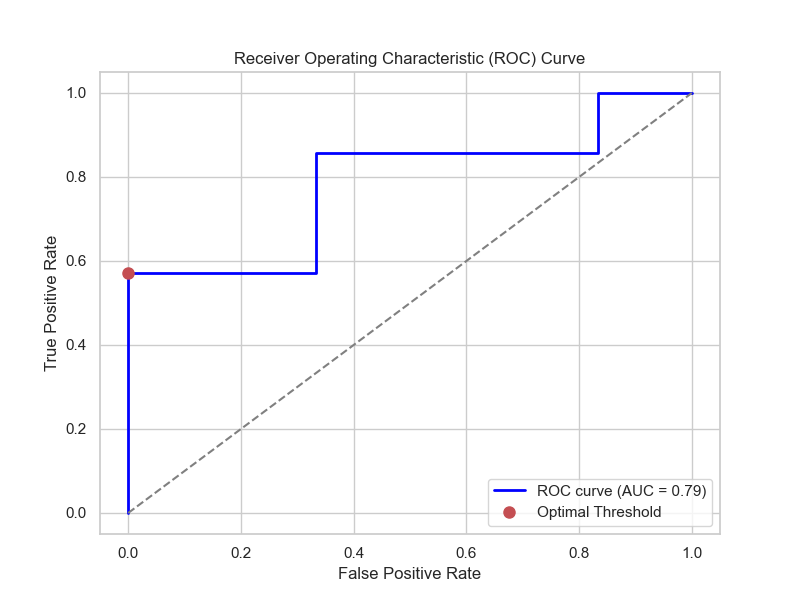 Receiver Operating Characteristic (ROC) Curve
1.0
0.8
0.6
0.4
0.2
0.0
True Positive Rate
0.0 0.2 0.4 0.6 0.8 1.0
False Positive Rate
ROC curve (AUC = 0.79)
Optimal Threshold